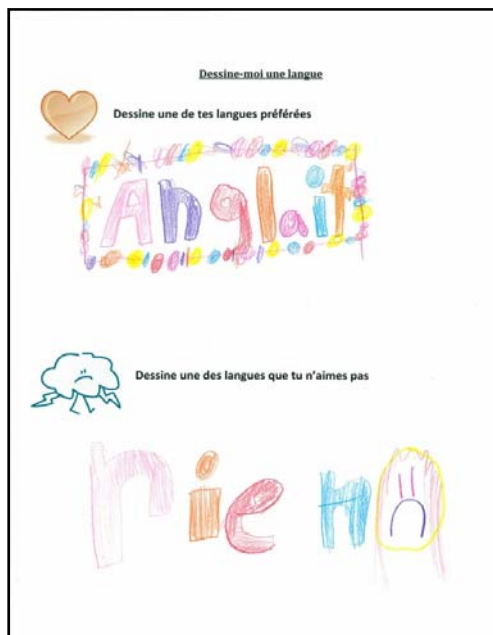 Dessine-moi une langue
Dessine une de tes langues préférées
Anglait
Dessine une des langues que tu n'aimes pas
rien